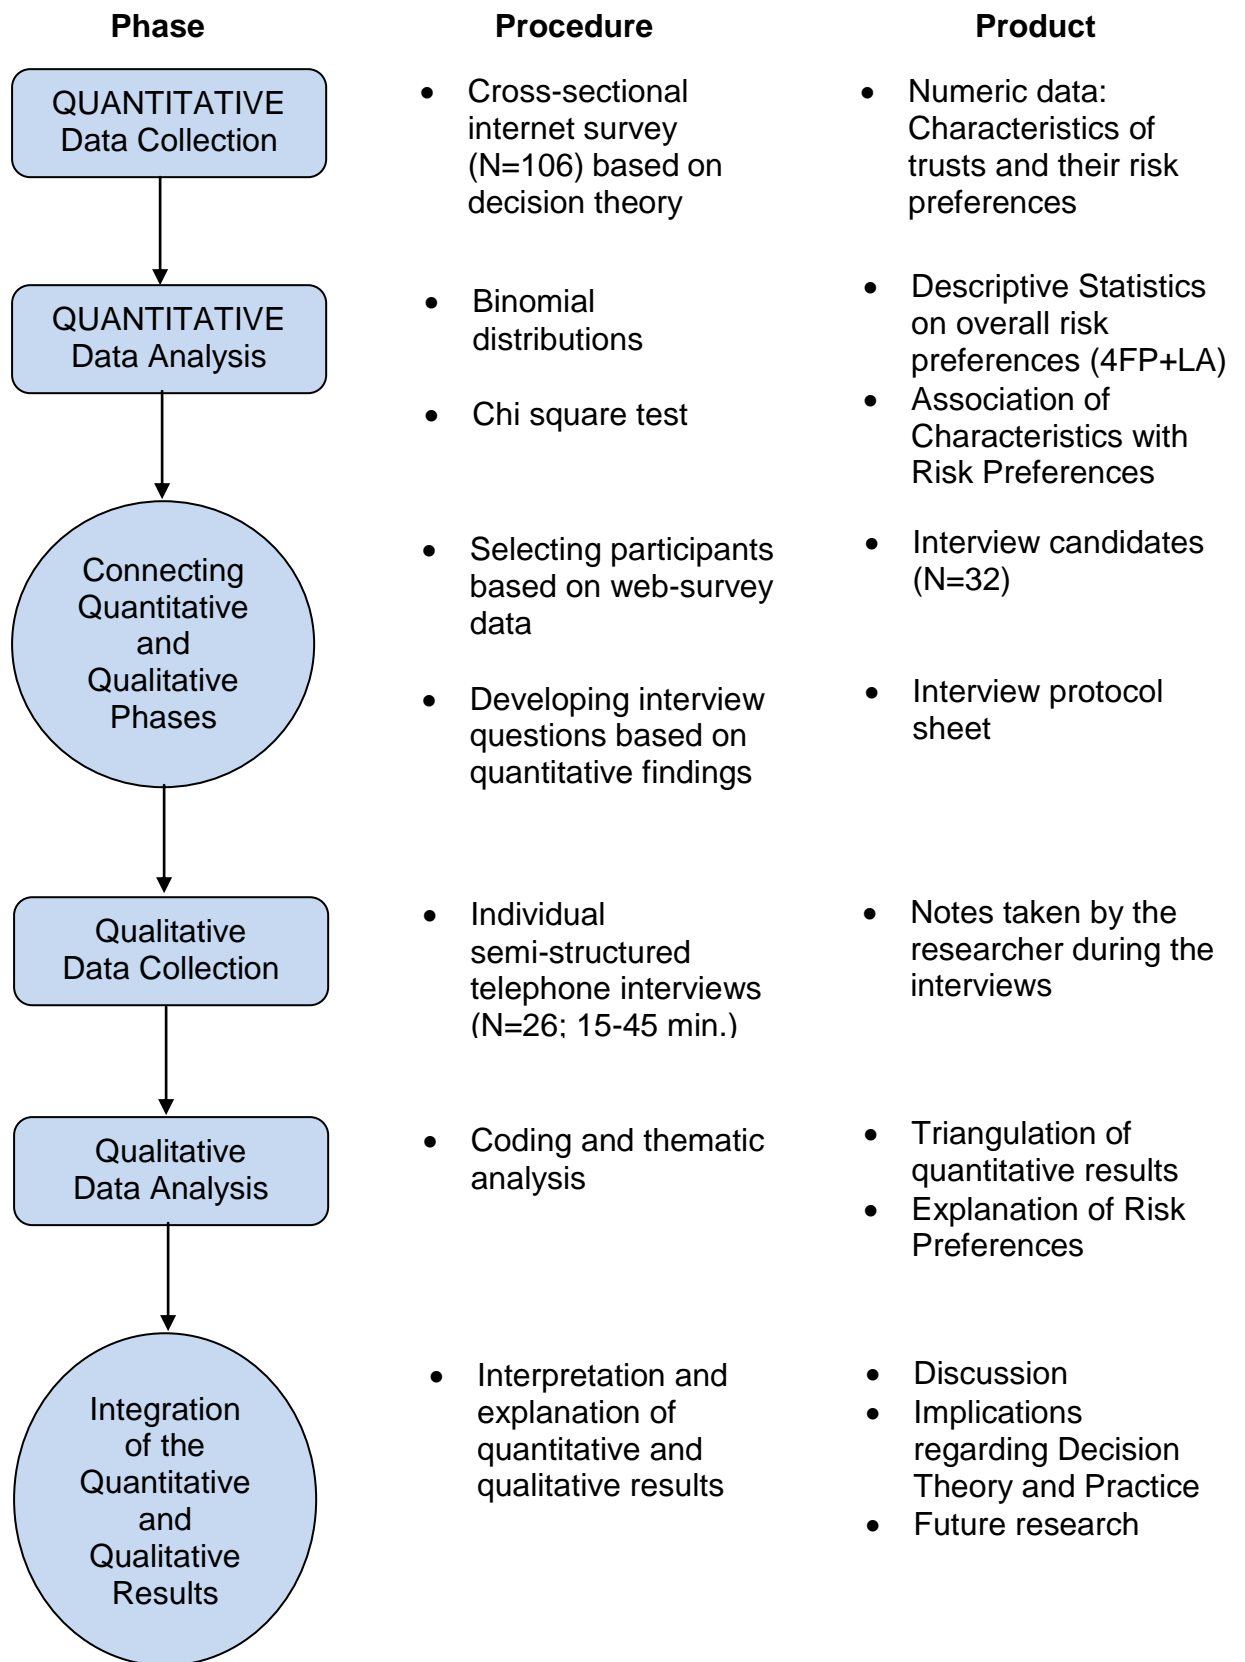 Phase
Procedure
Product
QUANTITATIVE
Data Collection
• Cross-sectional
internet survey
(N=106) based on
decision theory
• Numeric data:
Characteristics of
trusts and their risk
preferences
QUANTITATIVE
Data Analysis
• Binomial
distributions
• Chi square test
• Descriptive Statistics
on overall risk
preferences (4FP+LA)
• Association of
Characteristics with
Risk Preferences
Connecting
Quantitative
and
Qualitative
Phases
• Selecting participants
based on web-survey
data
• Developing interview
questions based on
quantitative findings
• Interview candidates
(N=32)
• Interview protocol
sheet
Qualitative
Data Collection
• Individual
semi-structured
telephone interviews
(N=26; 15-45 min.)
• Notes taken by the
researcher during the
interviews
Qualitative
Data Analysis
• Coding and thematic
analysis
• Triangulation of
quantitative results
• Explanation of Risk
Preferences
Integration
of the
Quantitative
and
Qualitative
Results
• Interpretation and
explanation of
quantitative and
qualitative results
• Discussion
• Implications
regarding Decision
Theory and Practice
• Future research